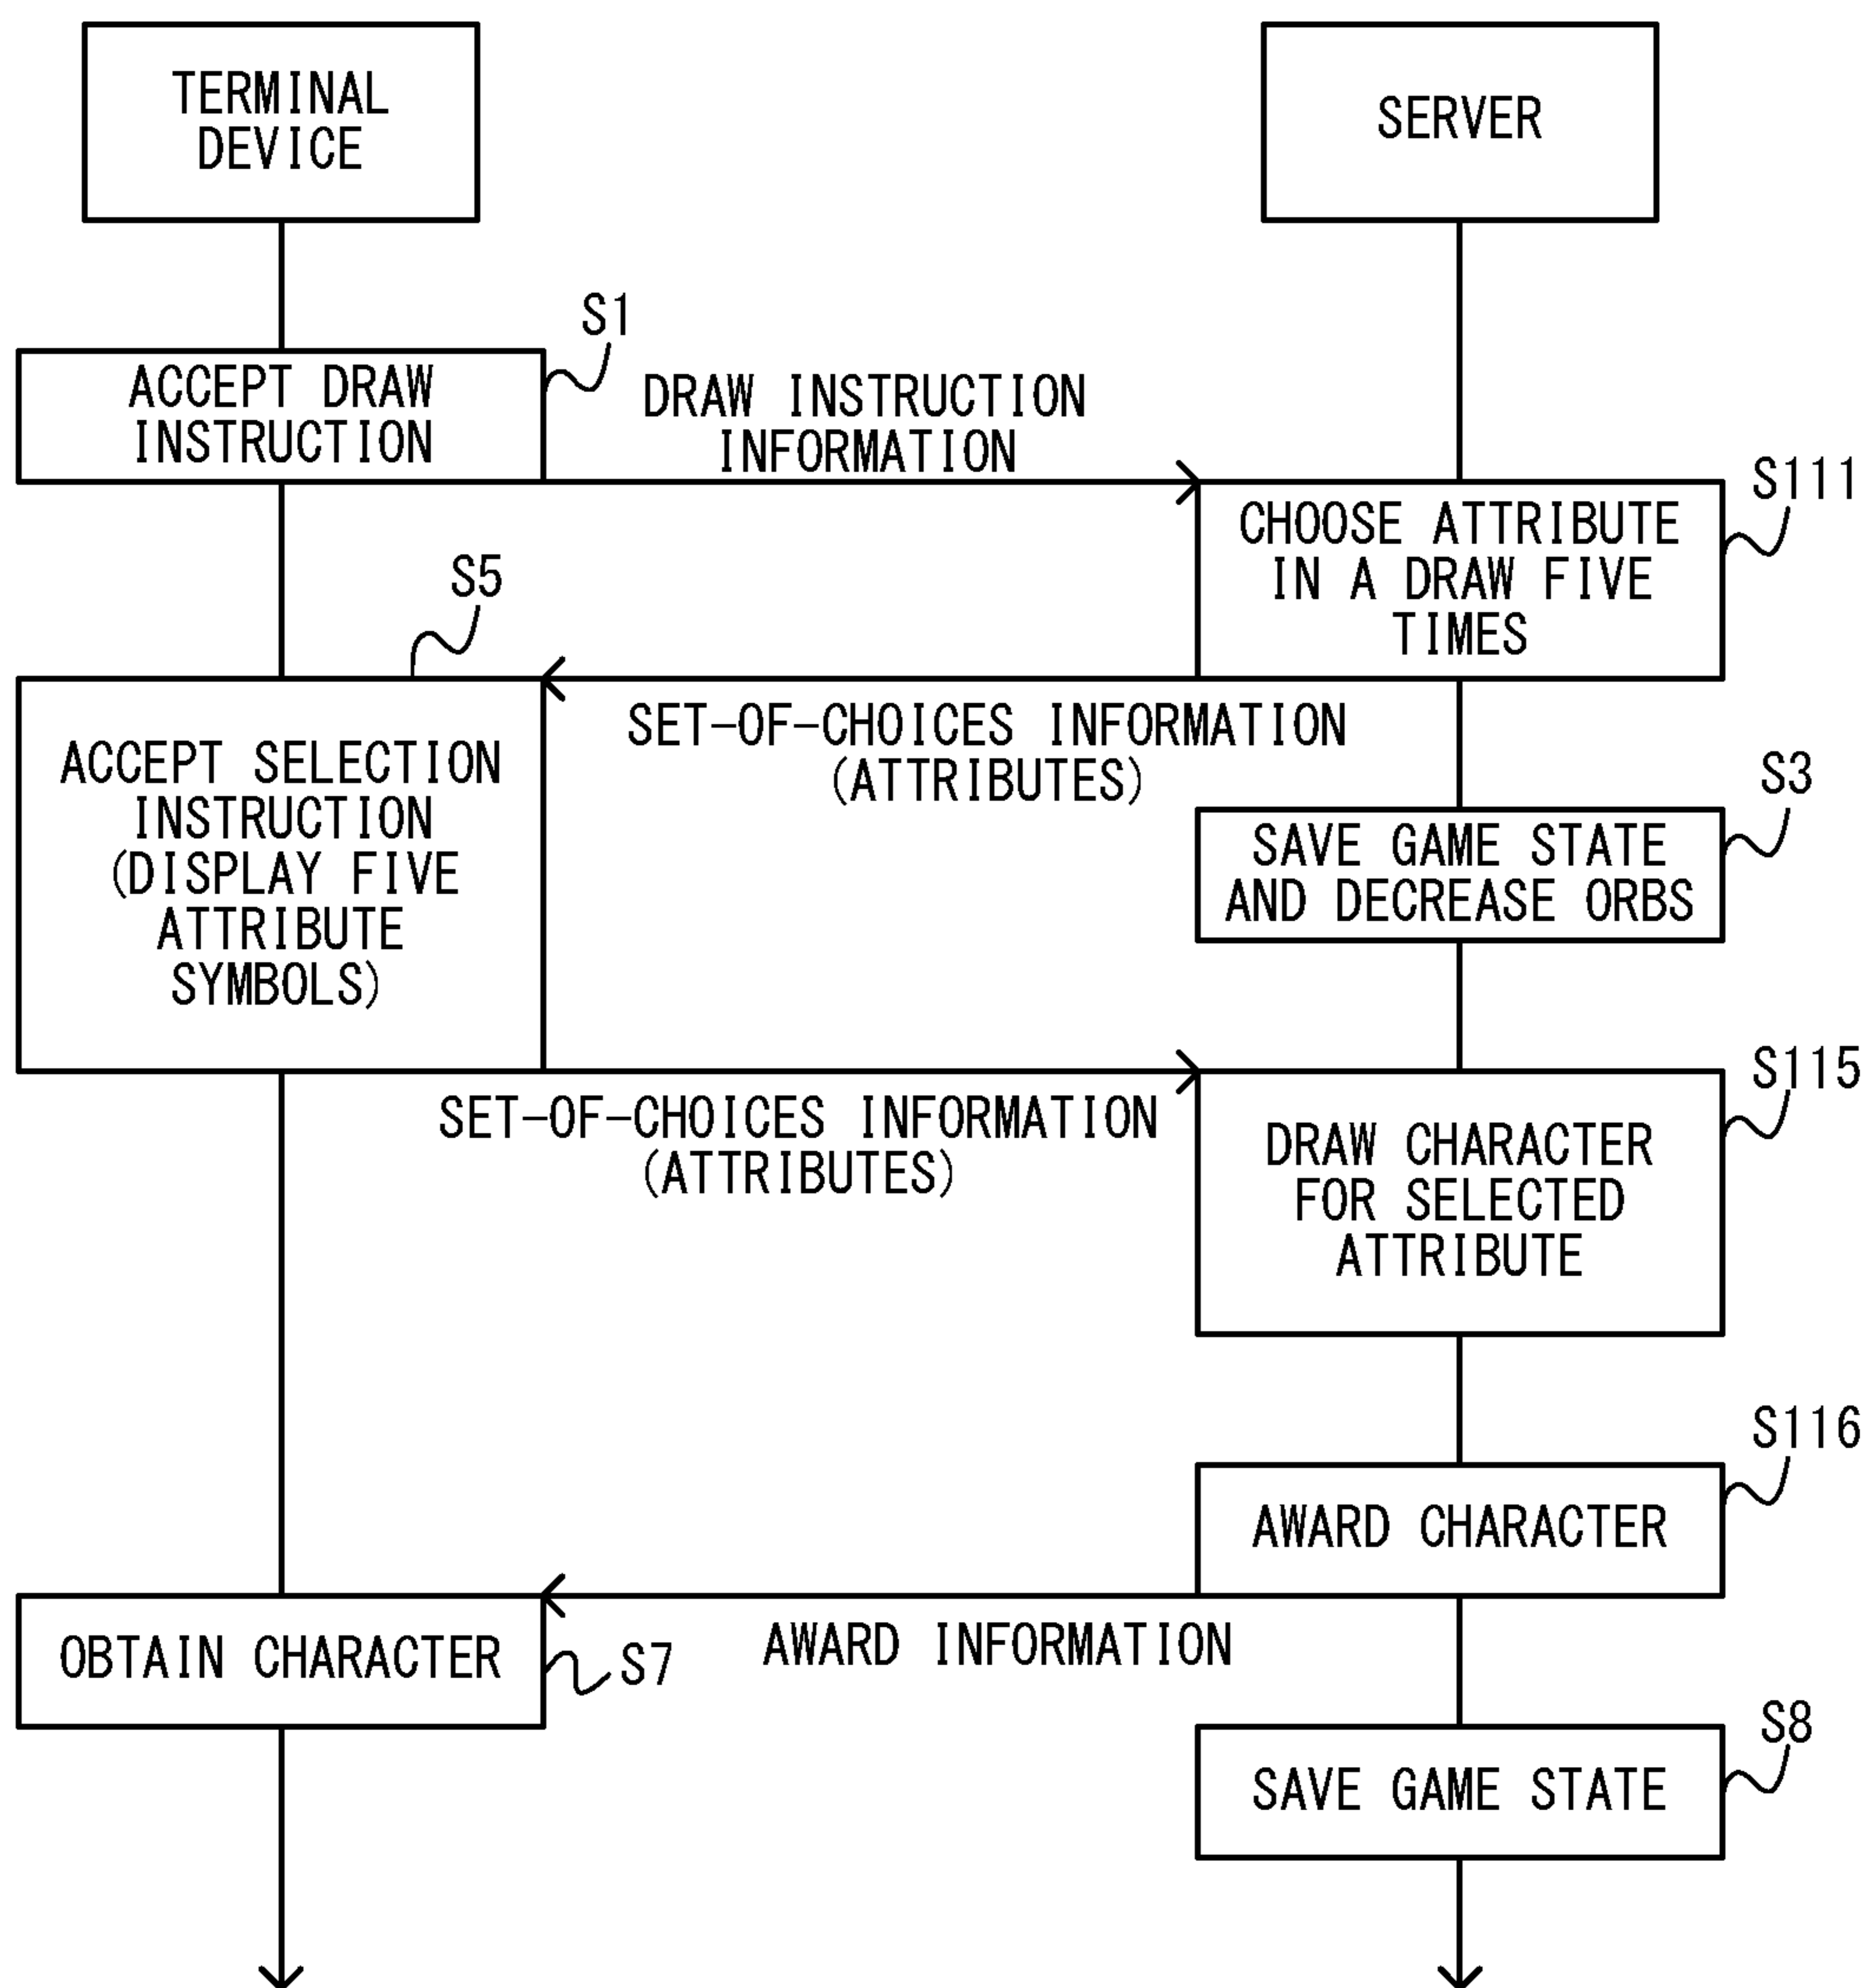 TERMINAL
DEVICE
SERVER
S1
ACCEPT DRAW
INSTRUCTION
DRAW INSTRUCTION
INFORMATION
S111
CHOOSE ATTRIBUTE
IN A DRAW FIVE
TIMES
S5
SET-OF-CHOICES INFORMATION
(ATTRIBUTES)
ACCEPT SELECTION
INSTRUCTION
(DISPLAY FIVE
ATTRIBUTE
SYMBOLS)
S3
SAVE GAME STATE
AND DECREASE ORBS
SET-OF-CHOICES INFORMATION
(ATTRIBUTES)
S115
DRAW CHARACTER
FOR SELECTED
ATTRIBUTE
S116
AWARD CHARACTER
AWARD INFORMATION
OBTAIN CHARACTER
S7
S8
SAVE GAME STATE